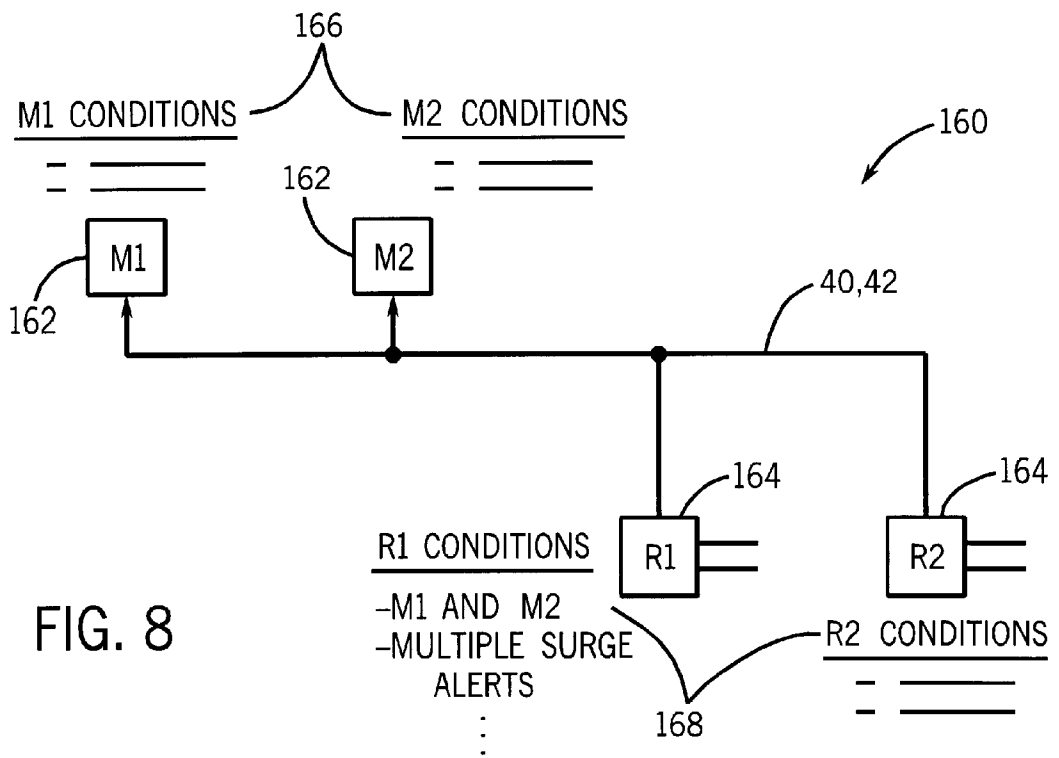 166
M1 CONDITIONS
M2 CONDITIONS
160
162
M1
M2
162
40,42
164
164
R1 CONDITIONS
R1
R2
–M1 AND M2
–MULTIPLE SURGE
ALERTS
R2 CONDITIONS
FIG. 8
168